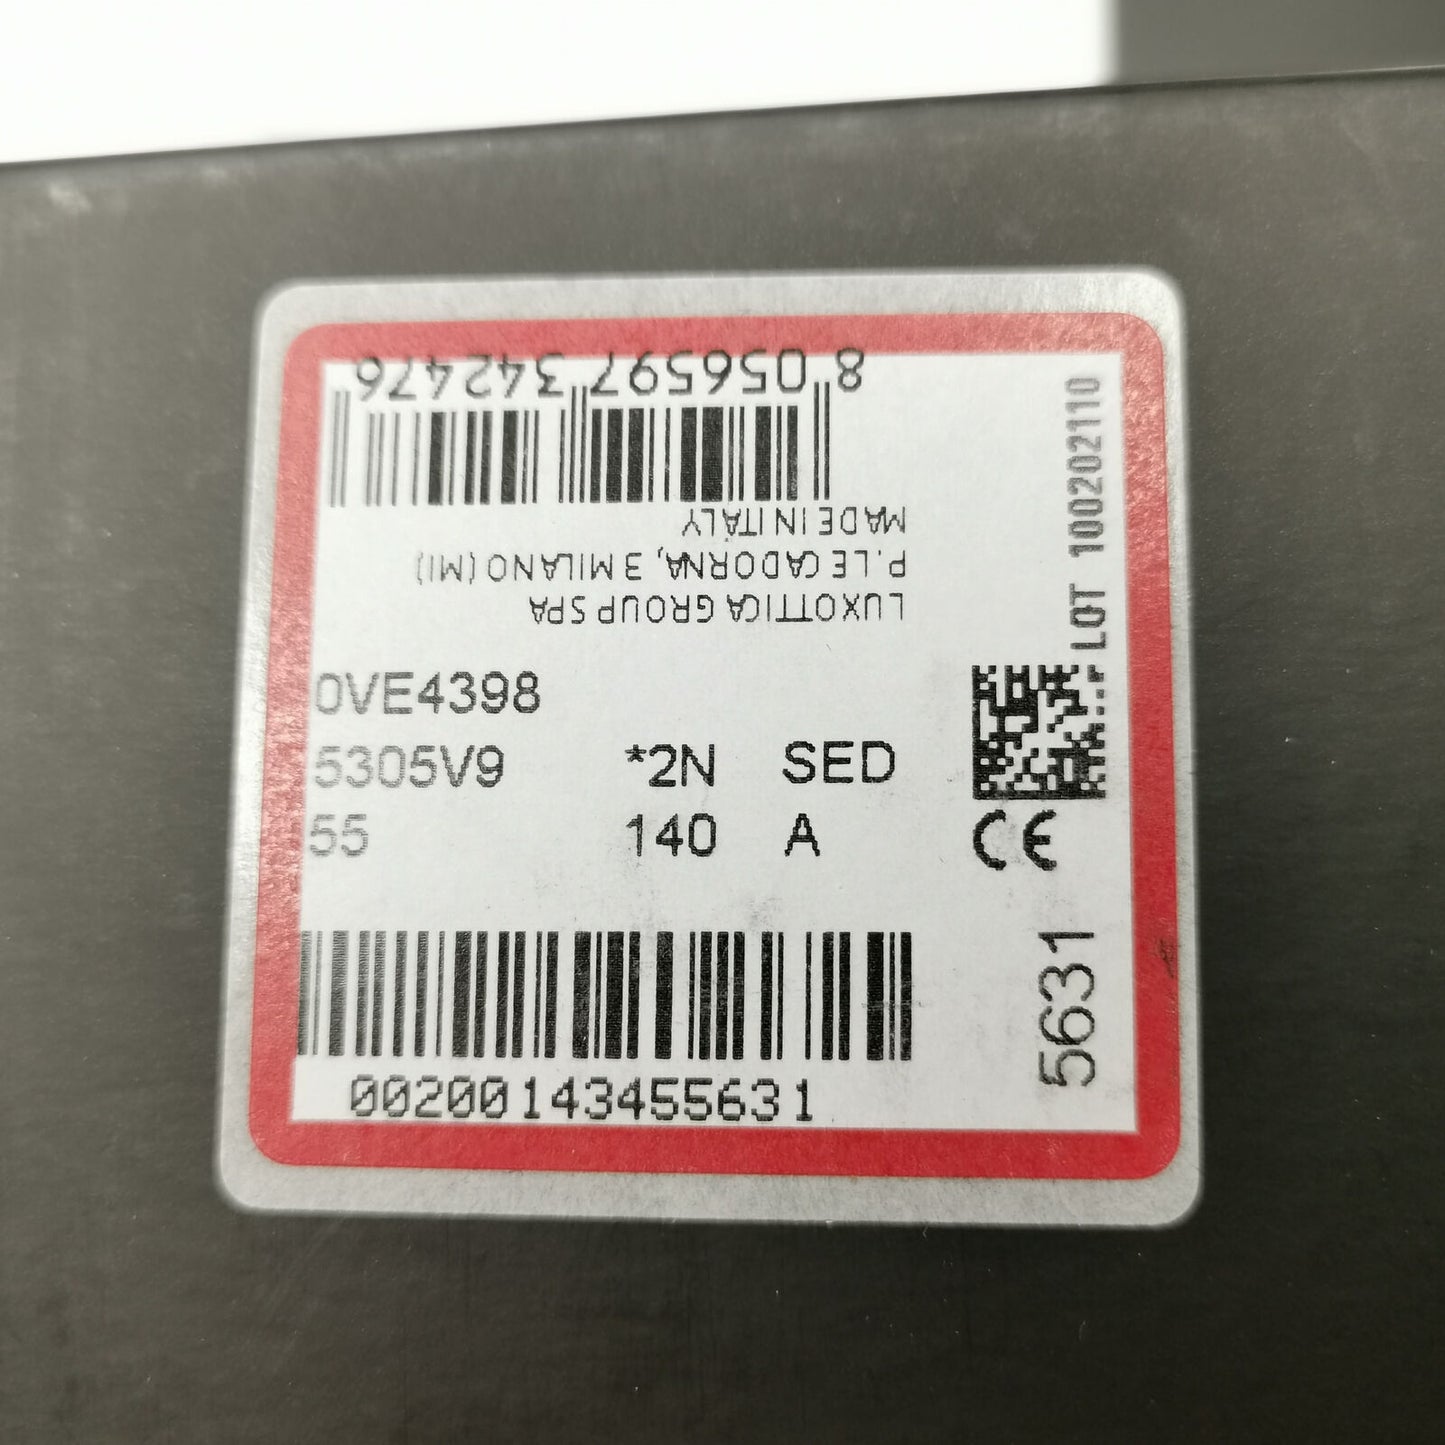 LUXOTTICA GROUP SPA
P.LE CADORNA, 3 MILANO (MI)
MADE IN ITALY
8 056597 342476
0VE4398
5305V9 *2N SED
55 140 A
00200143455631
LOT 100202110
CE
5631